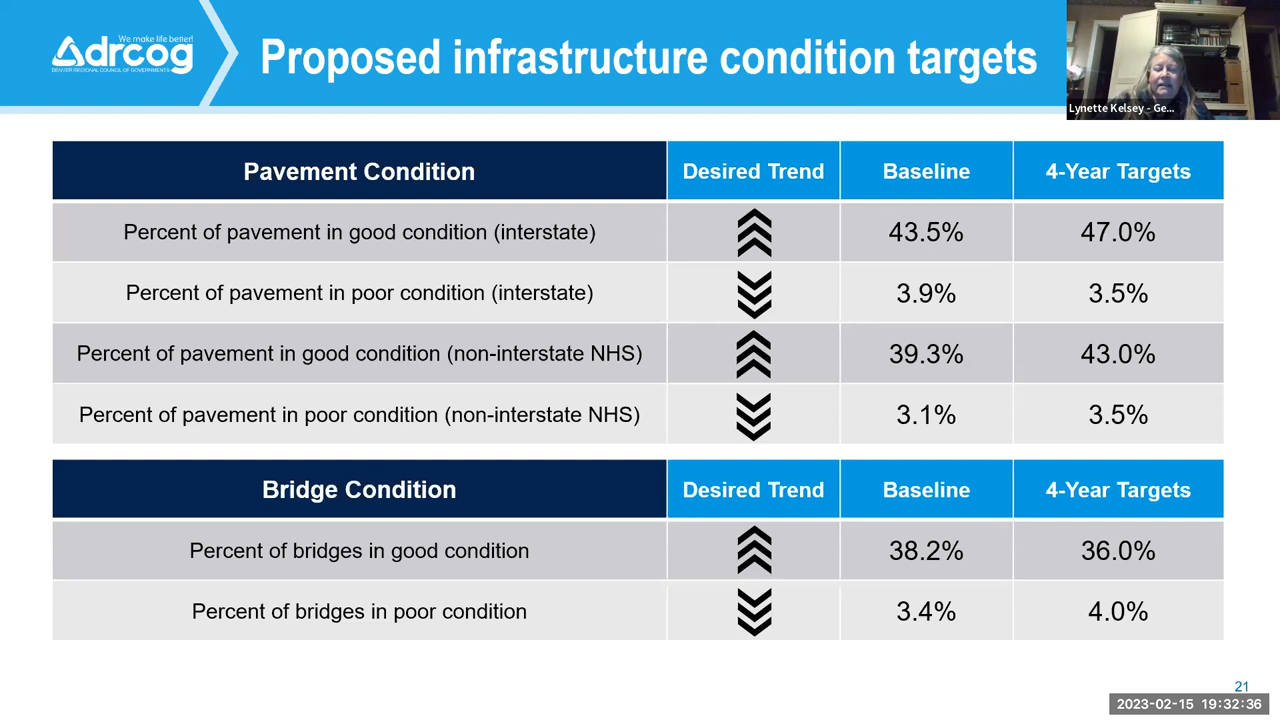 We make life better!
drcog
DENVER REGIONAL COUNCIL OF GOVERNMENTS
Proposed infrastructure condition targets
Lynette Kelsey - Ge...
Pavement Condition Desired Trend Baseline 4-Year Targets
Percent of pavement in good condition (interstate) 43.5% 47.0%
Percent of pavement in poor condition (interstate) 3.9% 3.5%
Percent of pavement in good condition (non-interstate NHS) 39.3% 43.0%
Percent of pavement in poor condition (non-interstate NHS) 3.1% 3.5%
Bridge Condition Desired Trend Baseline 4-Year Targets
Percent of bridges in good condition 38.2% 36.0%
Percent of bridges in poor condition 3.4% 4.0%
21
2023-02-15 19:32:36